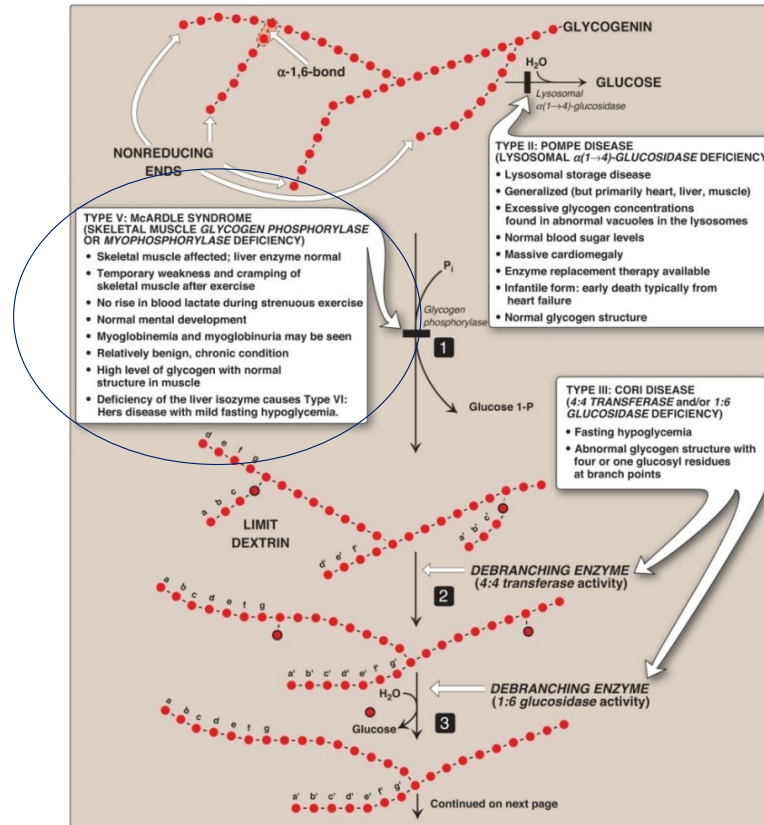 GLYCOGENIN
α-1,6-bond
H2O
GLUCOSE
Lysosomal
α(1→4)-glucosidase
NONREDUCING
ENDS
TYPE II: POMPE DISEASE
(LYSOSOMAL α(1→4)-GLUCOSIDASE DEFICIENCY)
• Lysosomal storage disease
• Generalized (but primarily heart, liver, muscle)
• Excessive glycogen concentrations
found in abnormal vacuoles in the lysosomes
• Normal blood sugar levels
• Massive cardiomegaly
• Enzyme replacement therapy available
• Infantile form: early death typically from
heart failure
• Normal glycogen structure
TYPE V: McARDLE SYNDROME
(SKELETAL MUSCLE GLYCOGEN PHOSPHORYLASE
OR MYOPHOSPHORYLASE DEFICIENCY)
• Skeletal muscle affected; liver enzyme normal
• Temporary weakness and cramping of
skeletal muscle after exercise
• No rise in blood lactate during strenuous exercise
• Normal mental development
• Myoglobinemia and myoglobinuria may be seen
• Relatively benign, chronic condition
• High level of glycogen with normal
structure in muscle
• Deficiency of the liver isozyme causes Type VI:
Hers disease with mild fasting hypoglycemia.
Pi
Glycogen
phosphorylase
1
Glucose 1-P
TYPE III: CORI DISEASE
(4:4 TRANSFERASE and/or 1:6
GLUCOSIDASE DEFICIENCY)
• Fasting hypoglycemia
• Abnormal glycogen structure with
four or one glucosyl residues
at branch points
d e f g
a b c
LIMIT
DEXTRIN
d' e' f'
a' b' c'
DEBRANCHING ENZYME
(4:4 transferase activity)
2
a b c d e f g
a' b' c' d' e' f' g'
H2O
DEBRANCHING ENZYME
(1:6 glucosidase activity)
3
Glucose
a b c d e f g
a' b' c' d' e' f' g'
Continued on next page